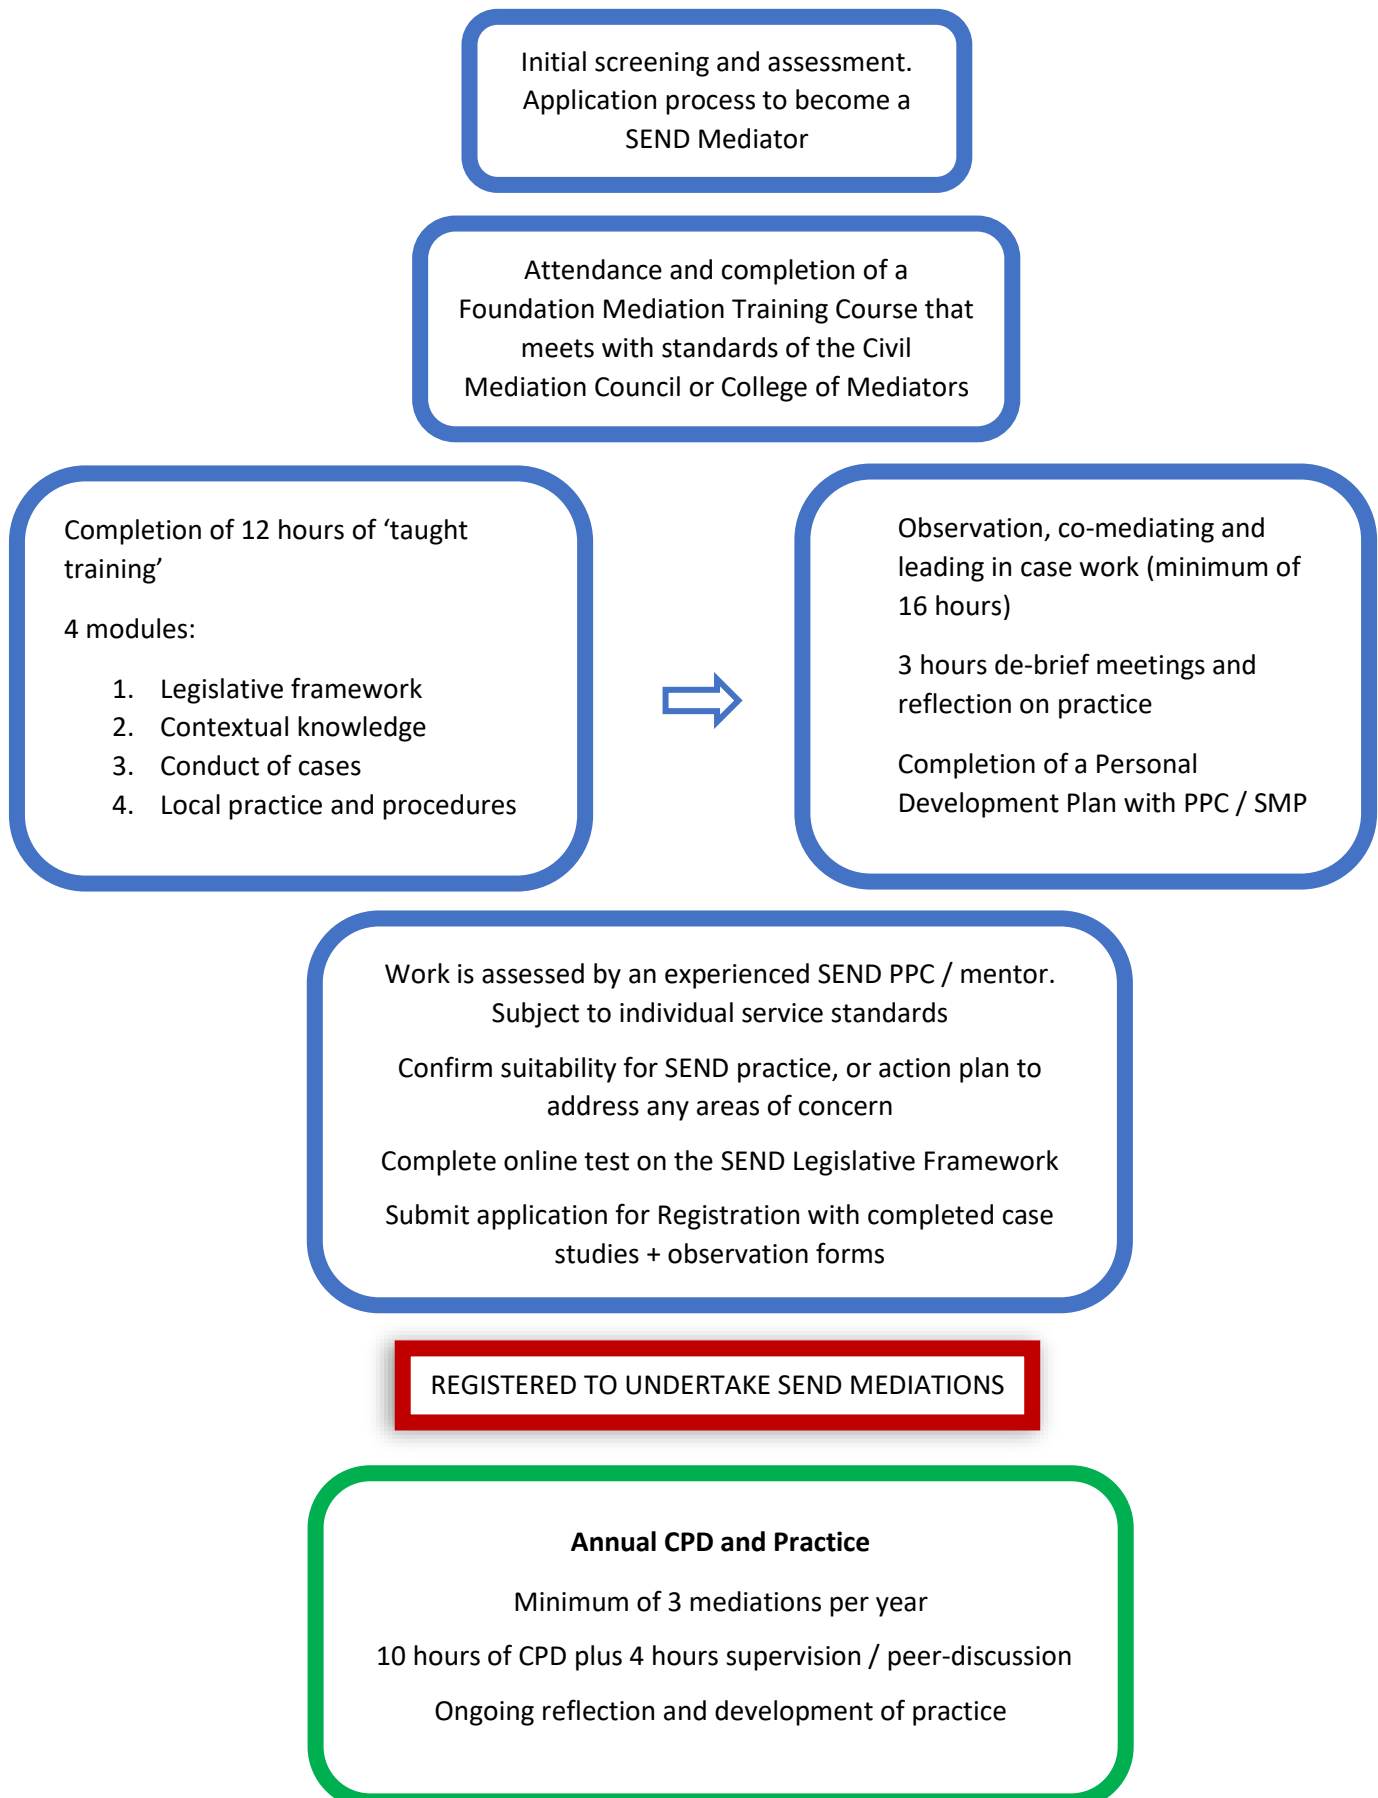 Initial screening and assessment.
Application process to become a
SEND Mediator
Attendance and completion of a
Foundation Mediation Training Course that
meets with standards of the Civil
Mediation Council or College of Mediators
Completion of 12 hours of ‘taught
training’
4 modules:
1. Legislative framework
2. Contextual knowledge
3. Conduct of cases
4. Local practice and procedures
Observation, co-mediating and
leading in case work (minimum of
16 hours)
3 hours de-brief meetings and
reflection on practice
Completion of a Personal
Development Plan with PPC / SMP
Work is assessed by an experienced SEND PPC / mentor.
Subject to individual service standards
Confirm suitability for SEND practice, or action plan to
address any areas of concern
Complete online test on the SEND Legislative Framework
Submit application for Registration with completed case
studies + observation forms
REGISTERED TO UNDERTAKE SEND MEDIATIONS
Annual CPD and Practice
Minimum of 3 mediations per year
10 hours of CPD plus 4 hours supervision / peer-discussion
Ongoing reflection and development of practice